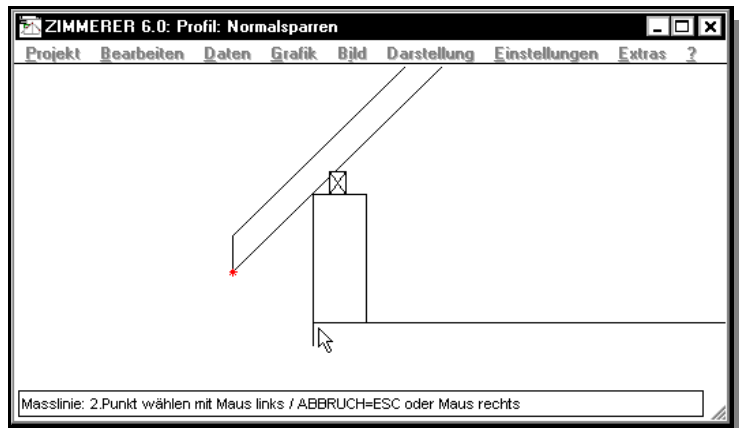 ZIMMERER 6.0: Profil: Normalsparren
Projekt Bearbeiten Daten Grafik Bild Darstellung Einstellungen Extras ?
Masslinie: 2.Punkt wählen mit Maus links / ABBRUCH=ESC oder Maus rechts